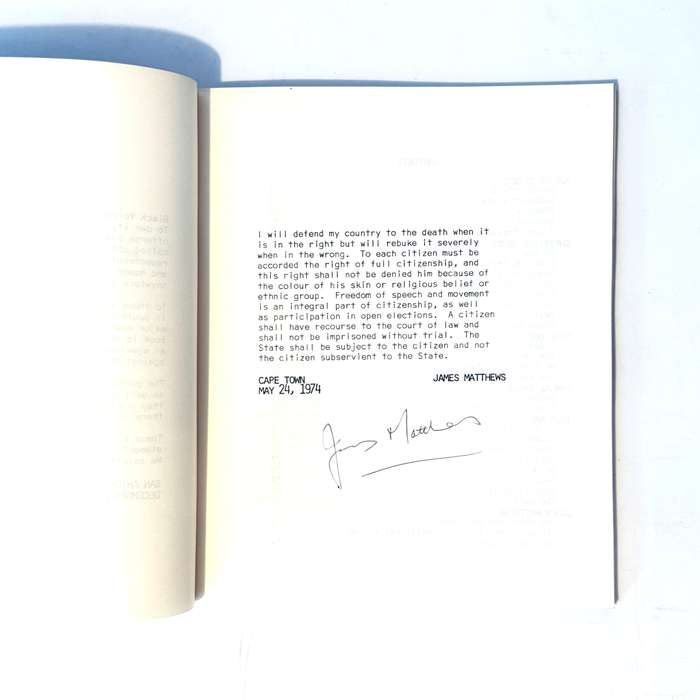 I will defend my country to the death when it
is in the right but will rebuke it severely
when in the wrong. To each citizen must be
accorded the right of full citizenship, and
this right shall not be denied him because of
the colour of his skin or religious belief or
ethnic group. Freedom of speech and movement
is an integral part of citizenship, as well
as participation in open elections. A citizen
shall have recourse to the court of law and
shall not be imprisoned without trial. The
State shall be subject to the citizen and not
the citizen subservient to the State.
CAPE TOWN JAMES MATTHEWS
MAY 24, 1974
James Matthews